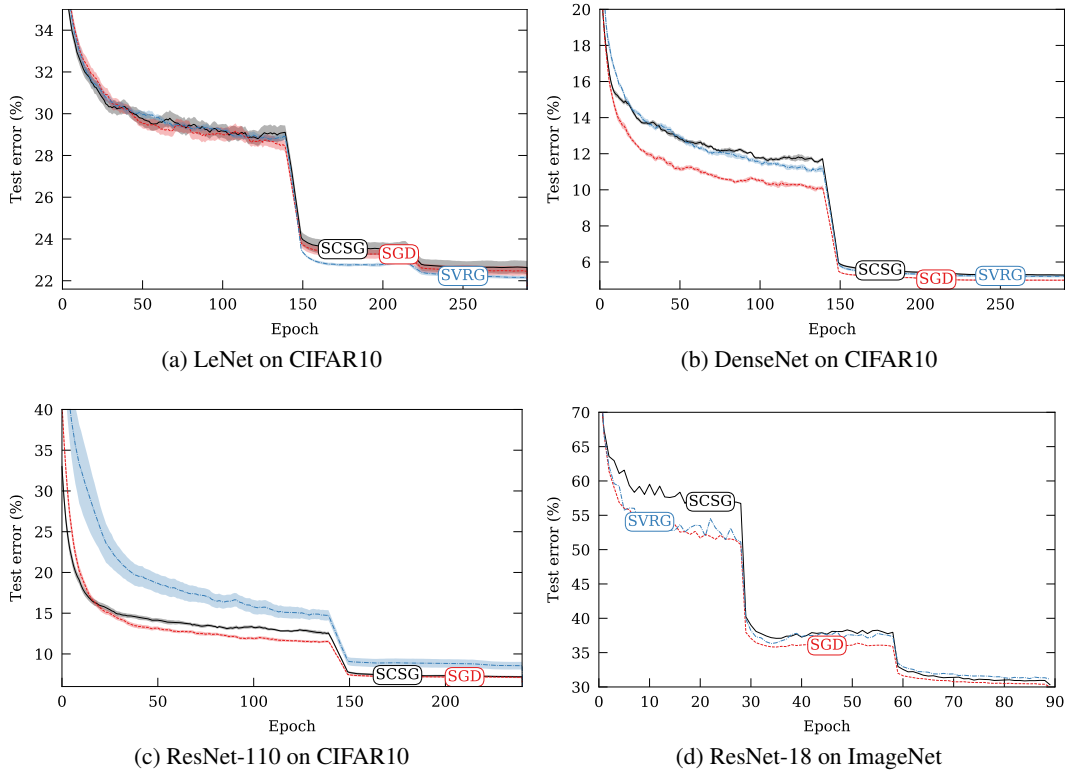 34
32
30
28
26
24
22
Test error (%)
SCSG
SGD
SVRG
0 50 100 150 200 250
Epoch
(a) LeNet on CIFAR10
20
18
16
14
12
10
8
6
Test error (%)
SCSG
SGD
SVRG
0 50 100 150 200 250
Epoch
(b) DenseNet on CIFAR10
40
35
30
25
20
15
10
Test error (%)
SCSG
SGD
0 50 100 150 200
Epoch
(c) ResNet-110 on CIFAR10
70
65
60
55
50
45
40
35
30
Test error (%)
SCSG
SVRG
SGD
0 10 20 30 40 50 60 70 80 90
Epoch
(d) ResNet-18 on ImageNet